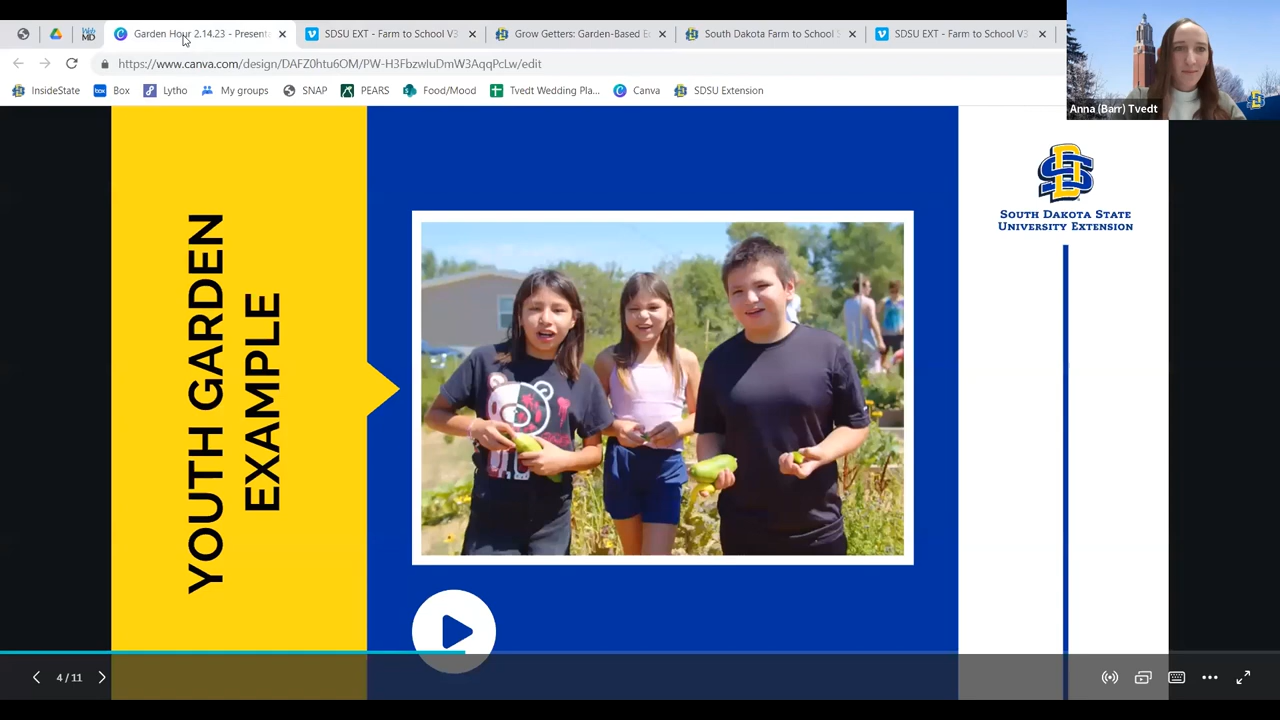 Web
MD
Garden Hour 2.14.23 - Presenta
SDSU EXT - Farm to School V3
Grow Getters: Garden-Based E
South Dakota Farm to School S
SDSU EXT - Farm to School V3
https://www.canva.com/design/DAFZ0htu6OM/PW-H3FbzwluDmW3AqqPcLw/edit
InsideState
Box
Lytho
My groups
SNAP
PEARS
Food/Mood
Tvedt Wedding Pla...
Canva
SDSU Extension
Anna (Barr) Tvedt
YOUTH GARDEN
EXAMPLE
SOUTH DAKOTA STATE
UNIVERSITY EXTENSION
4 / 11